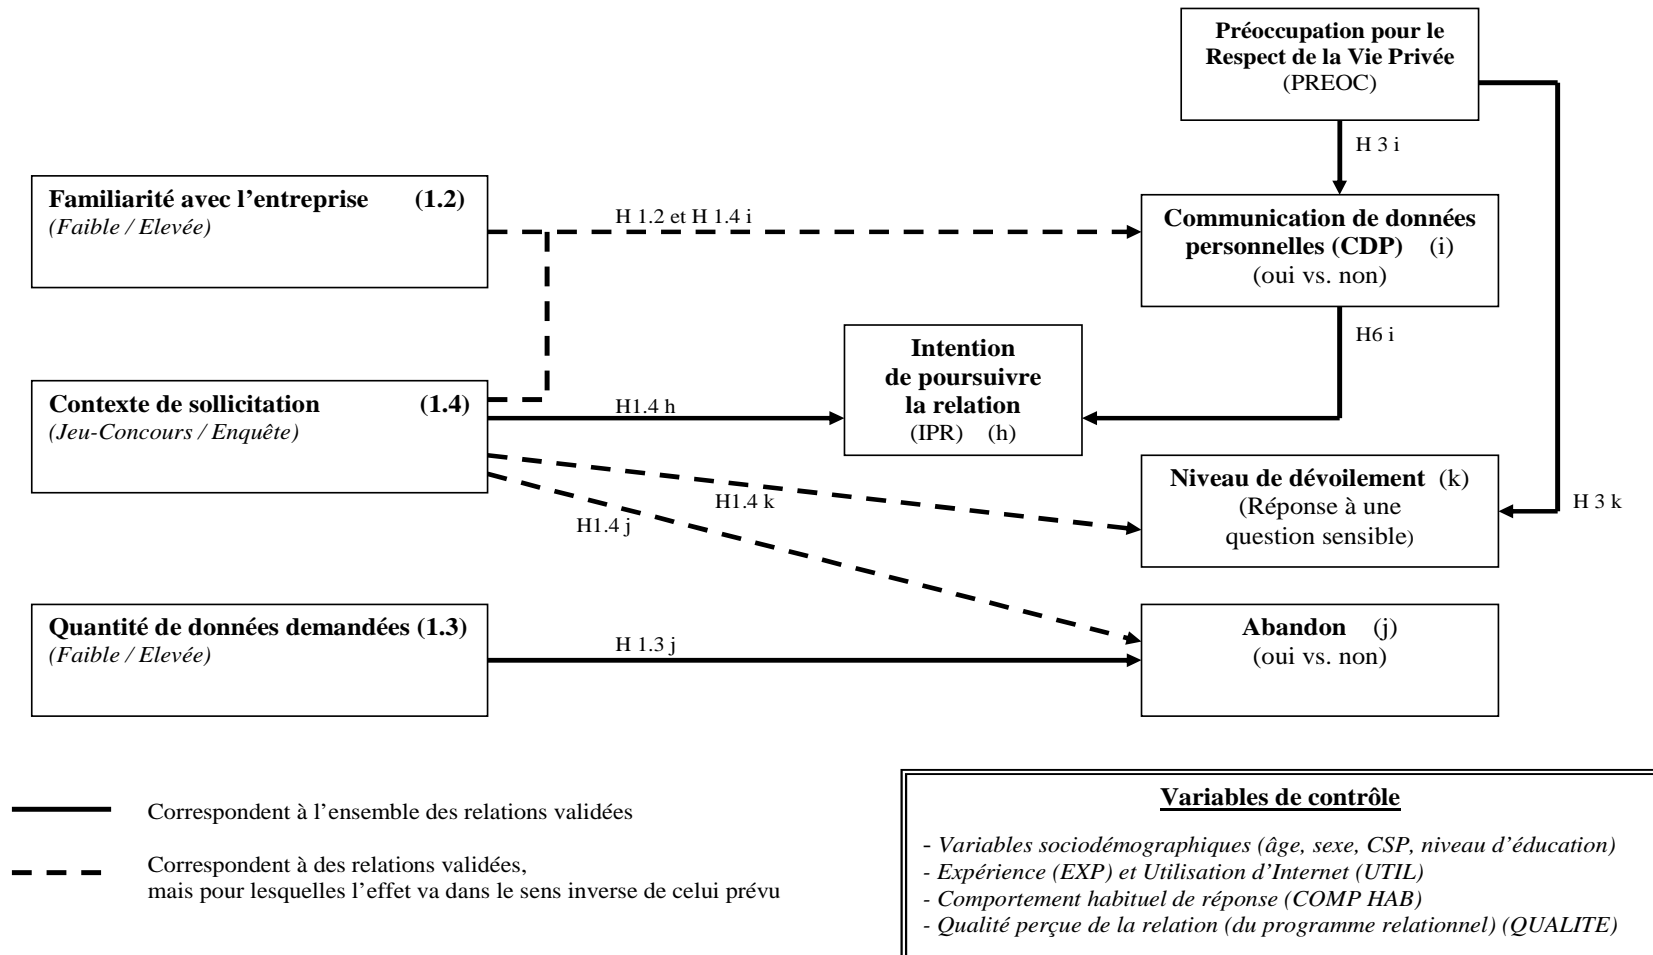 Préoccupation pour le
Respect de la Vie Privée
(PREOC)
H 3 i
Familiarité avec l’entreprise (1.2)
(Faible / Elevée)
H 1.2 et H 1.4 i
Communication de données
personnelles (CDP) (i)
(oui vs. non)
H6 i
Intention
de poursuivre
la relation
(IPR) (h)
Contexte de sollicitation (1.4)
(Jeu-Concours / Enquête)
H1.4 h
H1.4 k
H1.4 j
Niveau de dévoilement (k)
(Réponse à une
question sensible)
H 3 k
Quantité de données demandées (1.3)
(Faible / Elevée)
H 1.3 j
Abandon (j)
(oui vs. non)
Correspondent à l’ensemble des relations validées
Correspondent à des relations validées,
mais pour lesquelles l’effet va dans le sens inverse de celui prévu
Variables de contrôle
- Variables sociodémographiques (âge, sexe, CSP, niveau d’éducation)
- Expérience (EXP) et Utilisation d’Internet (UTIL)
- Comportement habituel de réponse (COMP HAB)
- Qualité perçue de la relation (du programme relationnel) (QUALITE)